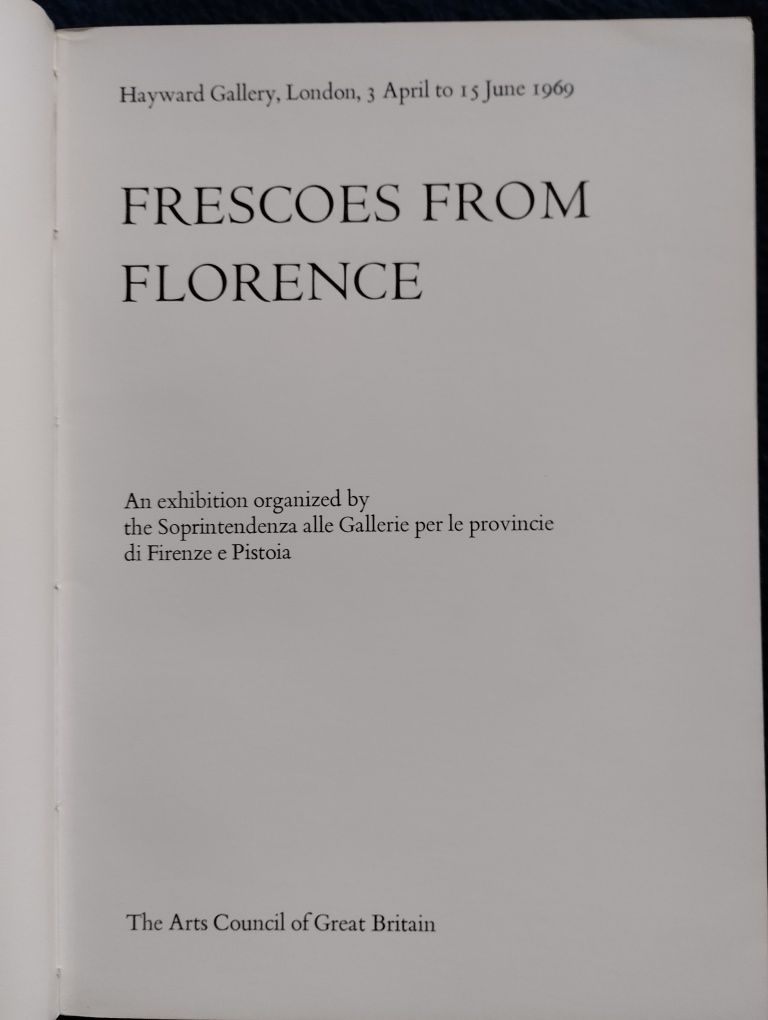 Hayward Gallery, London, 3 April to 15 June 1969
FRESCOES FROM
FLORENCE
An exhibition organized by
the Soprintendenza alle Gallerie per le provincie
di Firenze e Pistoia
The Arts Council of Great Britain